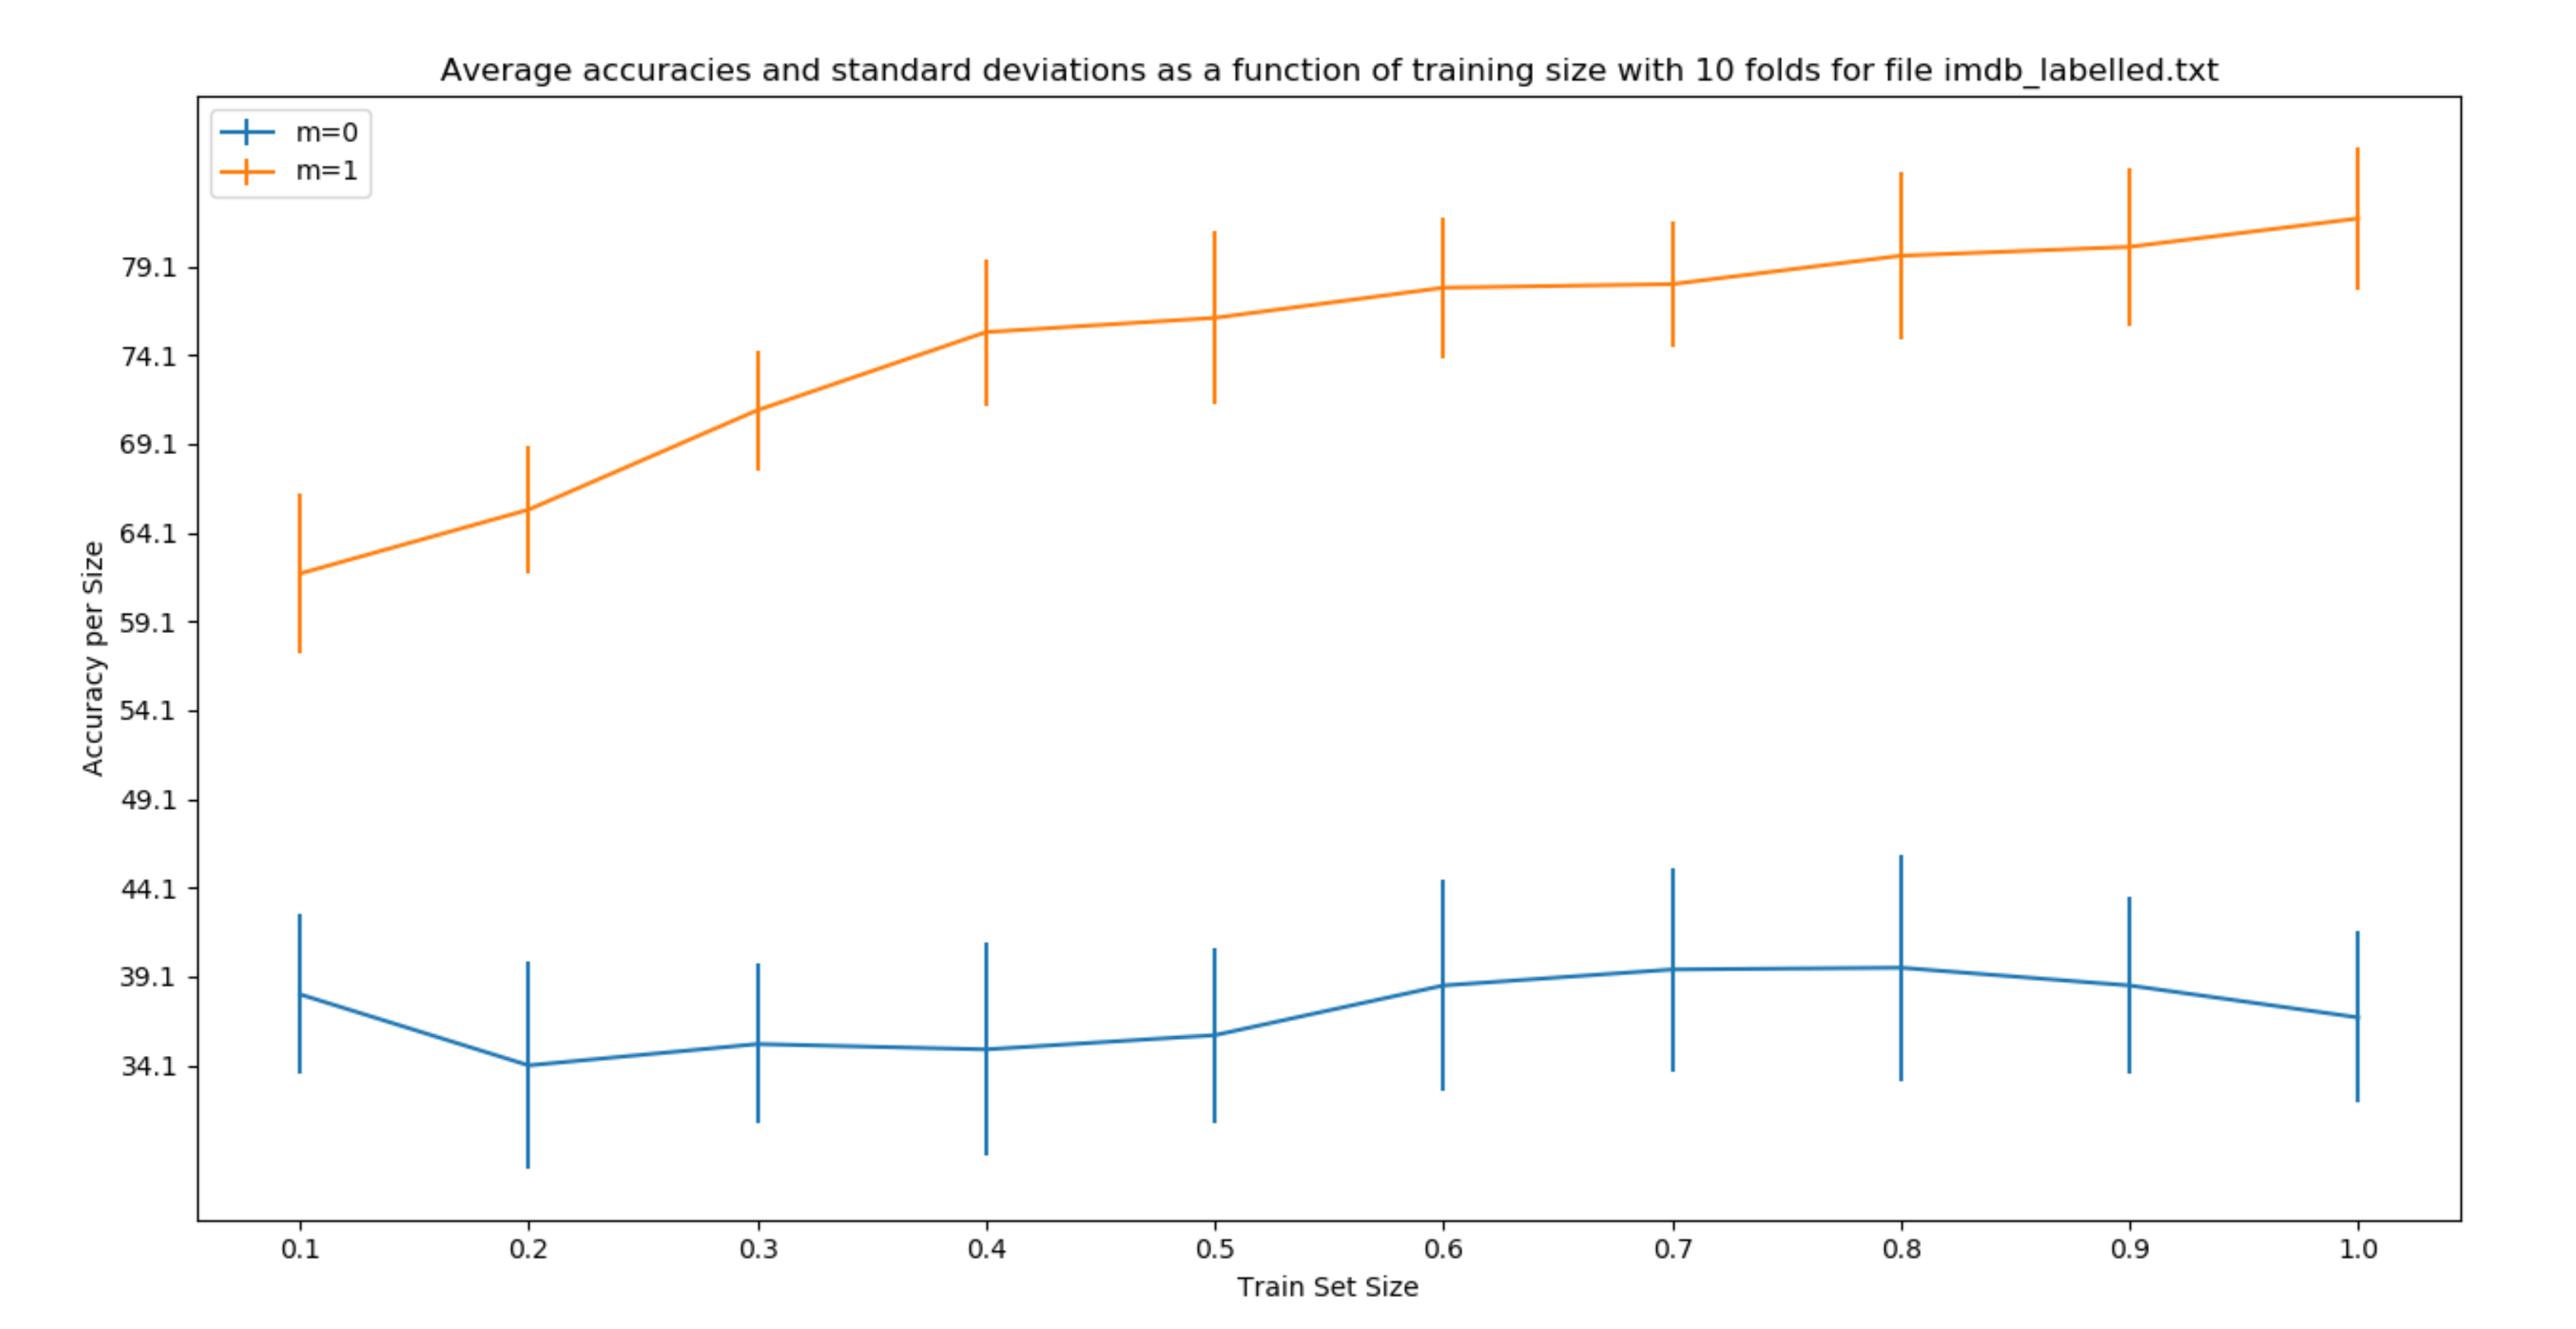 Average accuracies and standard deviations as a function of training size with 10 folds for file imdb_labelled.txt
m=0
m=1
79.1
74.1
69.1
64.1
59.1
54.1
49.1
44.1
39.1
34.1
Accuracy per Size
0.1 0.2 0.3 0.4 0.5 0.6 0.7 0.8 0.9 1.0
Train Set Size